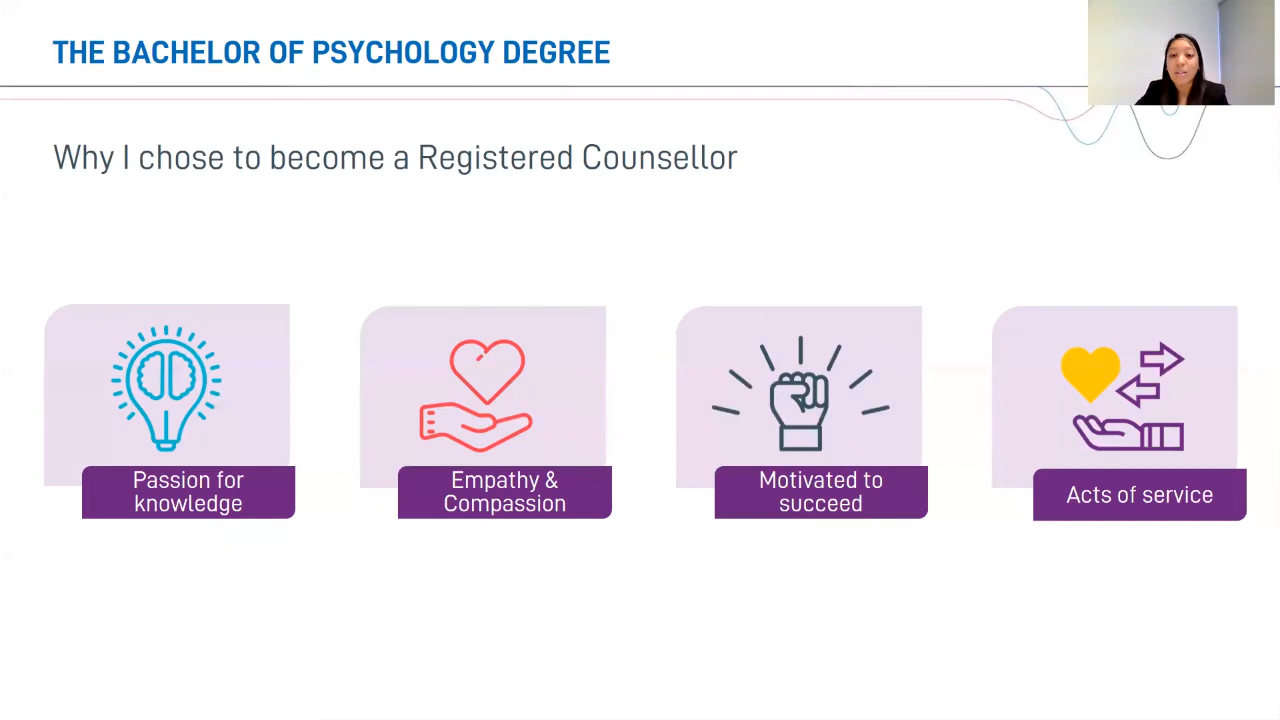 THE BACHELOR OF PSYCHOLOGY DEGREE
Why I chose to become a Registered Counsellor
Passion for
knowledge
Empathy &
Compassion
Motivated to
succeed
Acts of service